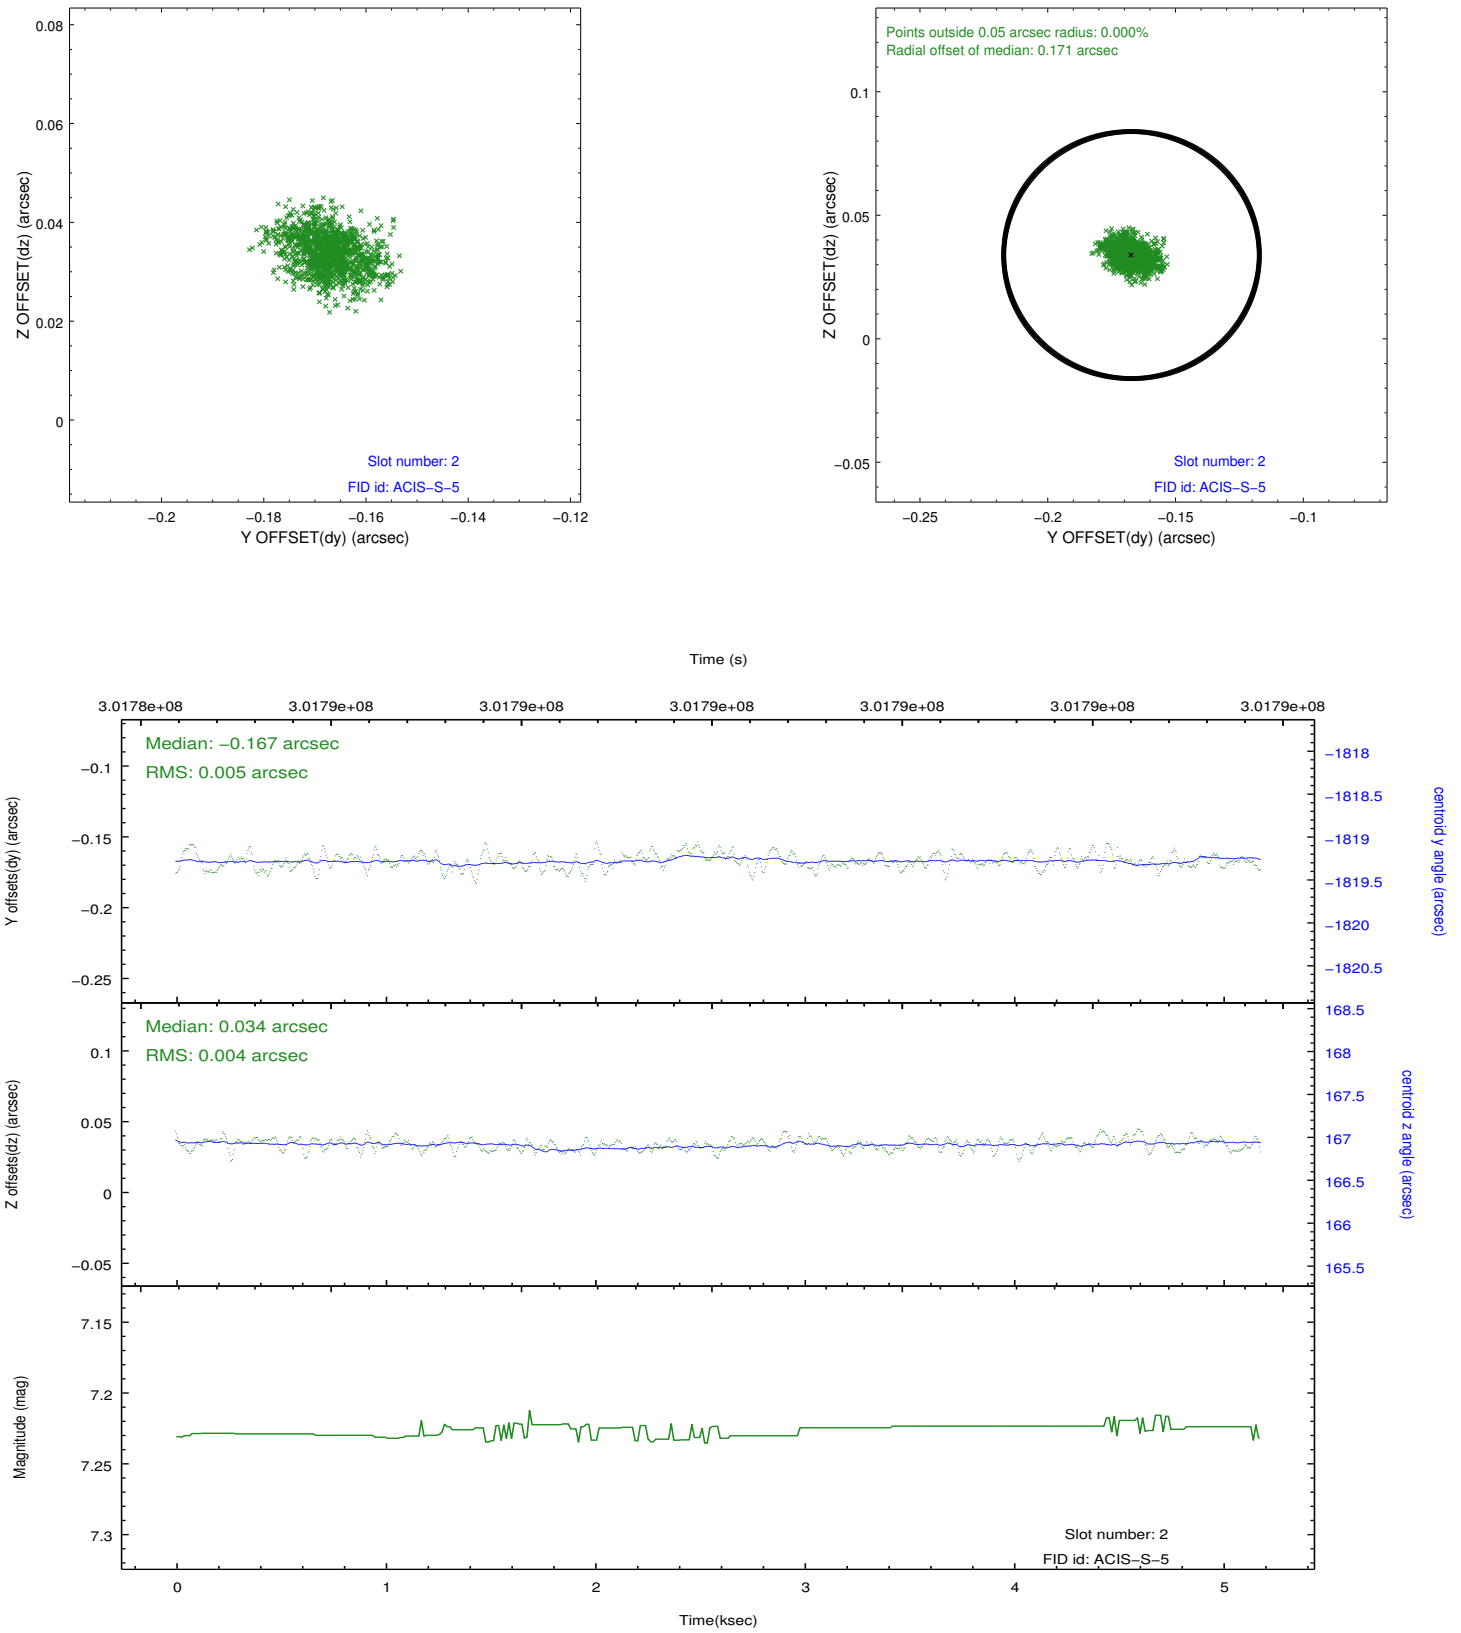 0.08
0.06
0.04
0.02
0
Z OFFSET(dz) (arcsec)
Slot number: 2
FID id: ACIS−S−5
−0.2
−0.18
−0.16
−0.14
−0.12
Y OFFSET(dy) (arcsec)
Points outside 0.05 arcsec radius: 0.000%
Radial offset of median: 0.171 arcsec
0.1
0.05
0
−0.05
Z OFFSET(dz) (arcsec)
Slot number: 2
FID id: ACIS−S−5
−0.25
−0.2
−0.15
−0.1
Y OFFSET(dy) (arcsec)
Time (s)
3.0178e+08
3.0179e+08
3.0179e+08
3.0179e+08
3.0179e+08
3.0179e+08
3.0179e+08
Median: −0.167 arcsec
RMS: 0.005 arcsec
−0.1
−0.15
−0.2
−0.25
Y offsets(dy) (arcsec)
−1818
−1818.5
−1819
−1819.5
−1820
−1820.5
centroid y angle (arcsec)
Median: 0.034 arcsec
RMS: 0.004 arcsec
0.1
0.05
0
−0.05
Z offsets(dz) (arcsec)
168.5
168
167.5
167
166.5
166
165.5
centroid z angle (arcsec)
7.15
7.2
7.25
7.3
Magnitude (mag)
Slot number: 2
FID id: ACIS−S−5
0
1
2
3
4
5
Time(ksec)